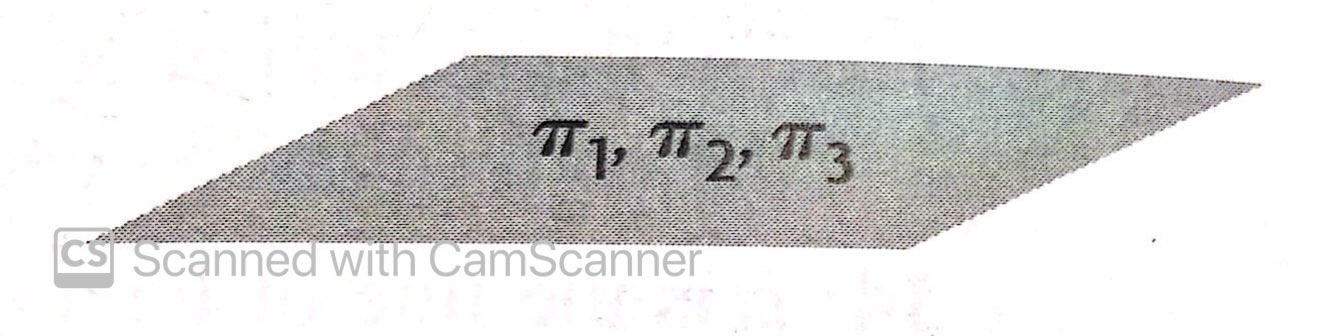 π₁, π₂, π₃
CS Scanned with CamScanner